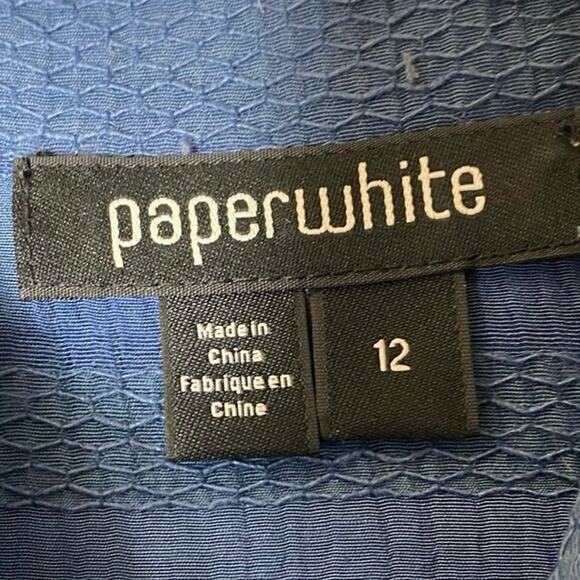 paperwhite
Made in
China
Fabrique en
Chine
12